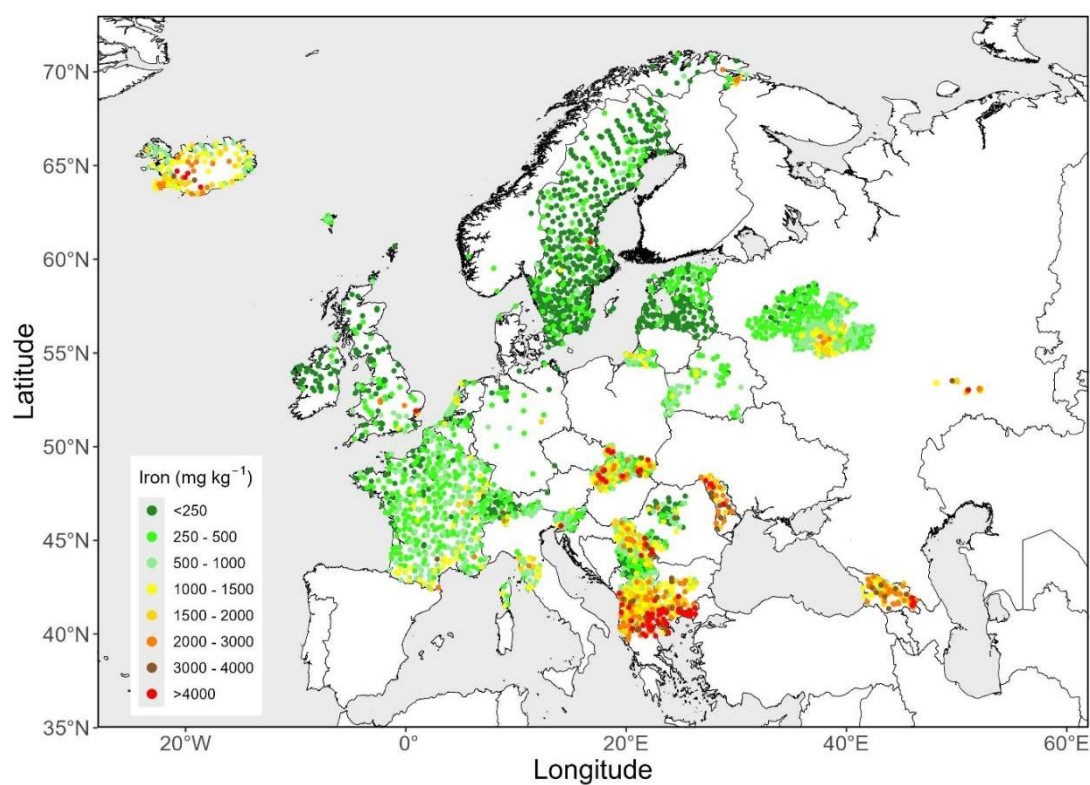 70°N
65°N
60°N
55°N
50°N
45°N
40°N
35°N
Latitude
Iron (mg kg⁻¹)
<250
250 - 500
500 - 1000
1000 - 1500
1500 - 2000
2000 - 3000
3000 - 4000
>4000
20°W 0° 20°E 40°E 60°E
Longitude